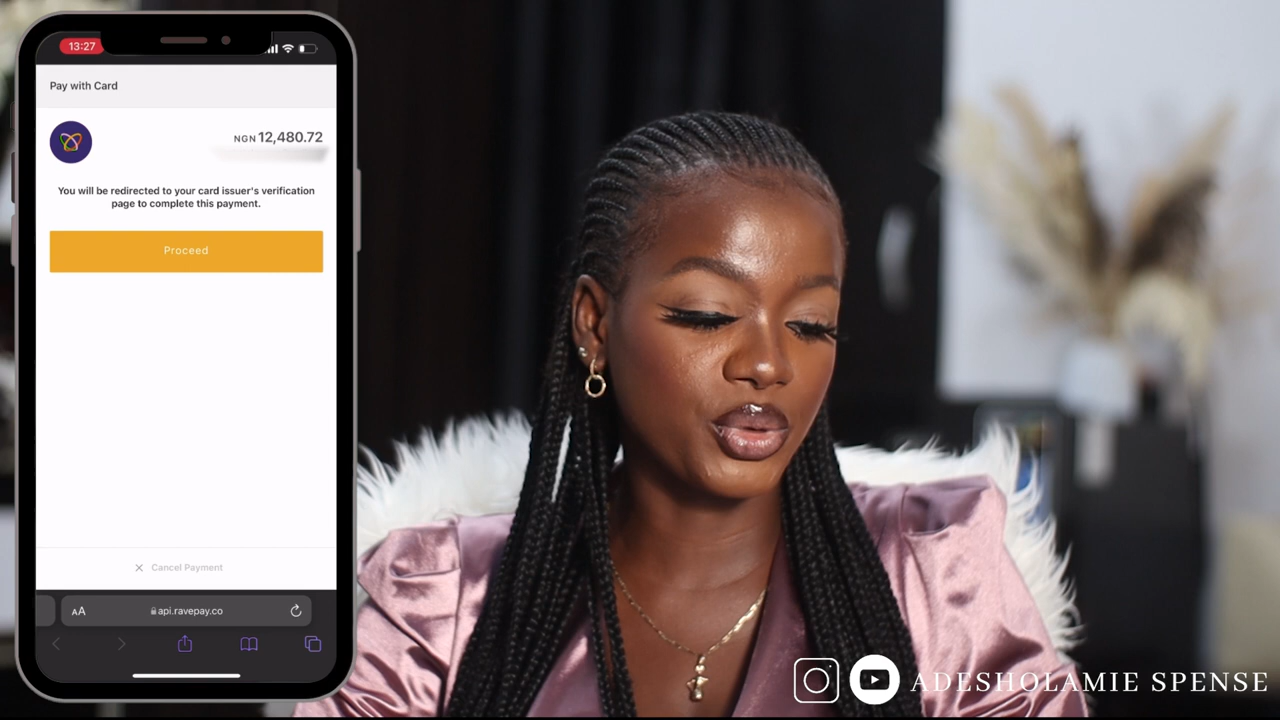 13:27
Pay with Card
NGN 12,480.72
You will be redirected to your card issuer's verification
page to complete this payment.
Proceed
Cancel Payment
AA
api.ravepay.co
ADESHOLAMIE SPENSE